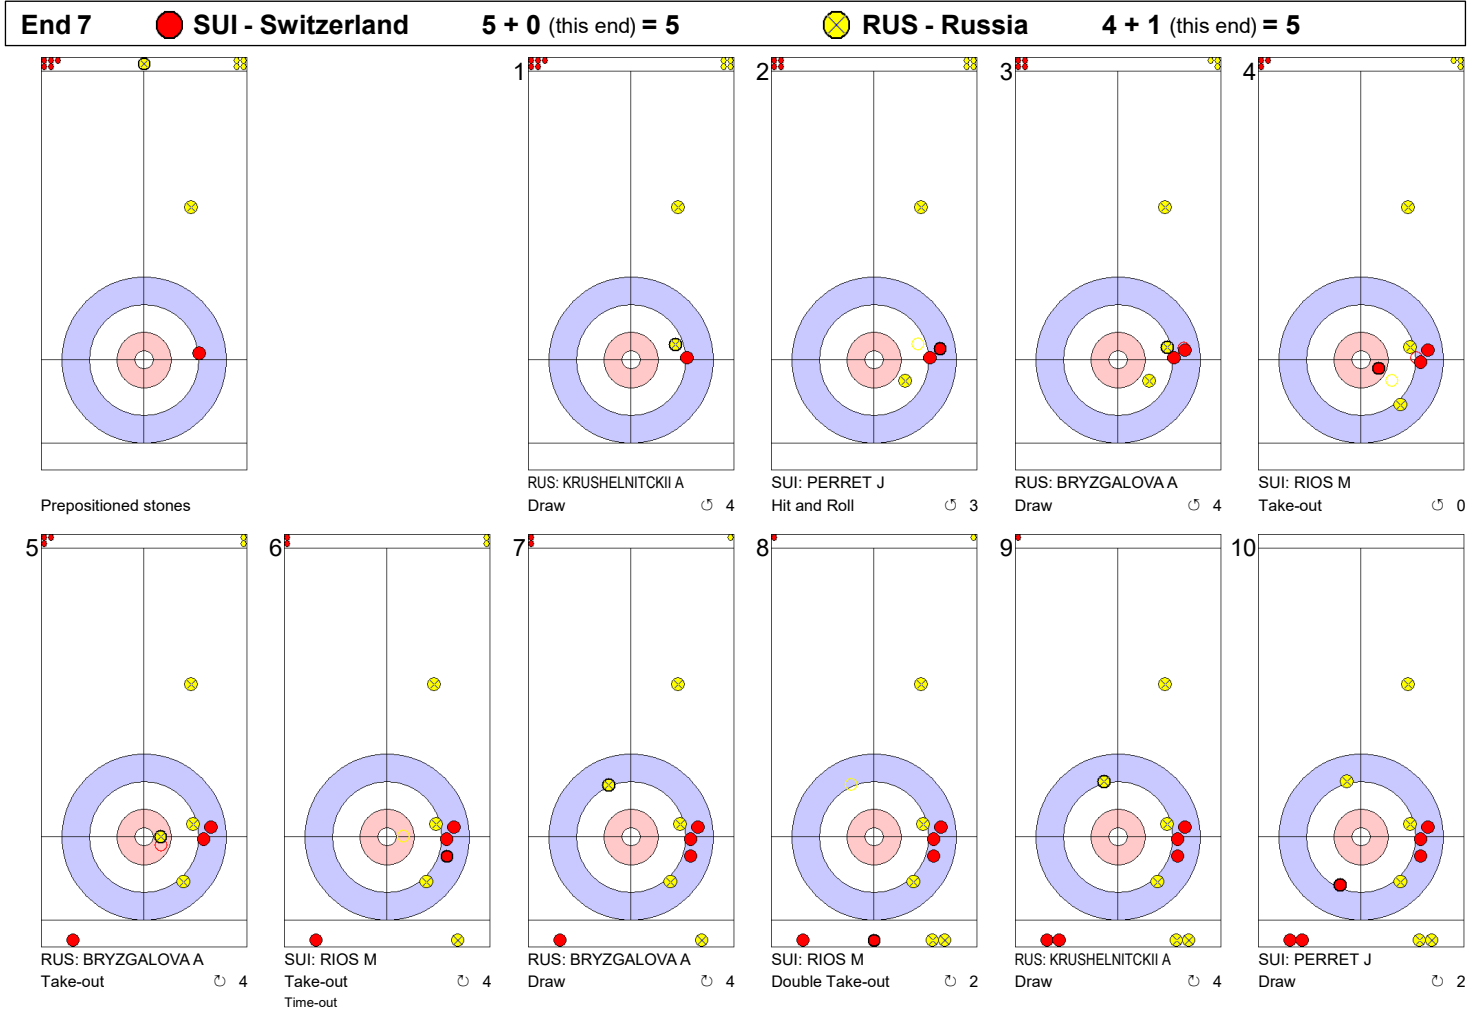 End 7 SUI - Switzerland 5 + 0 (this end) = 5 RUS - Russia 4 + 1 (this end) = 5
1 2 3 4
RUS: KRUSHELNITCKII A SUI: PERRET J RUS: BRYZGALOVA A SUI: RIOS M
Prepositioned stones Draw ↺ 4 Hit and Roll ↺ 3 Draw ↺ 4 Take-out ↺ 0
5 6 7 8 9 10
RUS: BRYZGALOVA A SUI: RIOS M RUS: BRYZGALOVA A SUI: RIOS M RUS: KRUSHELNITCKII A SUI: PERRET J
Take-out ↻ 4 Take-out ↻ 4 Draw ↻ 4 Double Take-out ↻ 2 Draw ↻ 4 Draw ↻ 2
Time-out